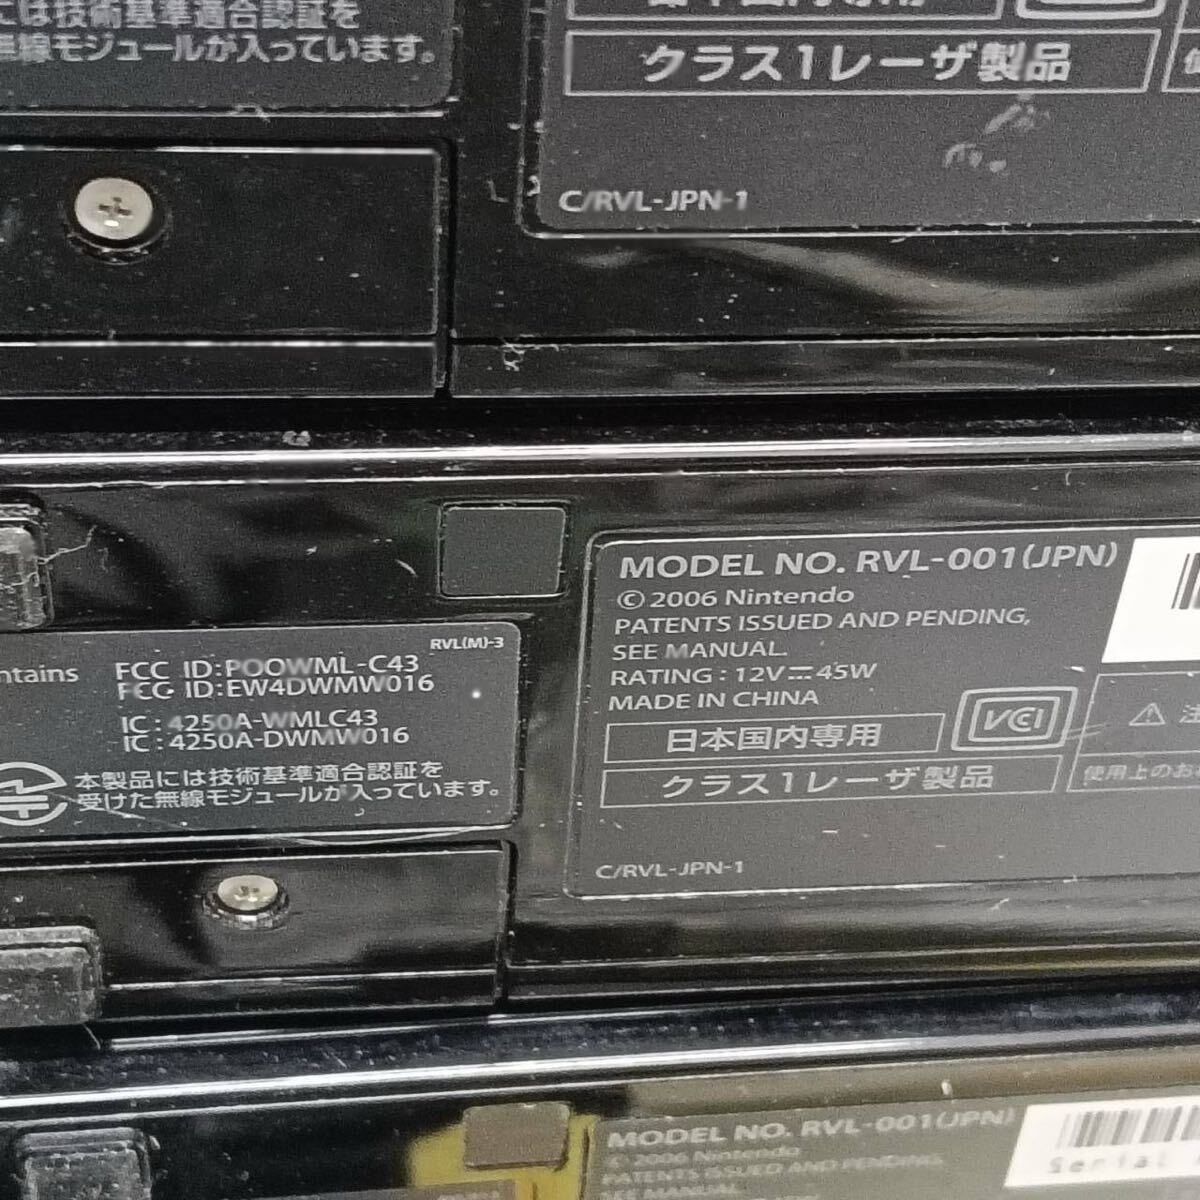 には技術基準適合認証を
無線モジュールが入っています。
クラス1レーザ製品
C/RVL-JPN-1
RVL(M)-3
ntains FCC ID:POOWML-C43
FCC ID:EW4DWMW016
IC : 4250A-WMLC43
IC : 4250A-DWMW016
本製品には技術基準適合認証を
受けた無線モジュールが入っています。
MODEL NO. RVL-001(JPN)
© 2006 Nintendo
PATENTS ISSUED AND PENDING,
SEE MANUAL.
RATING : 12V⎓45W
MADE IN CHINA
日本国内専用
VCI
クラス1レーザ製品
注
使用上のお
C/RVL-JPN-1
MODEL NO. RVL-001(JPN)
© 2006 Nintendo
PATENTS ISSUED AND PENDING,
SEE MANUAL.
Serial